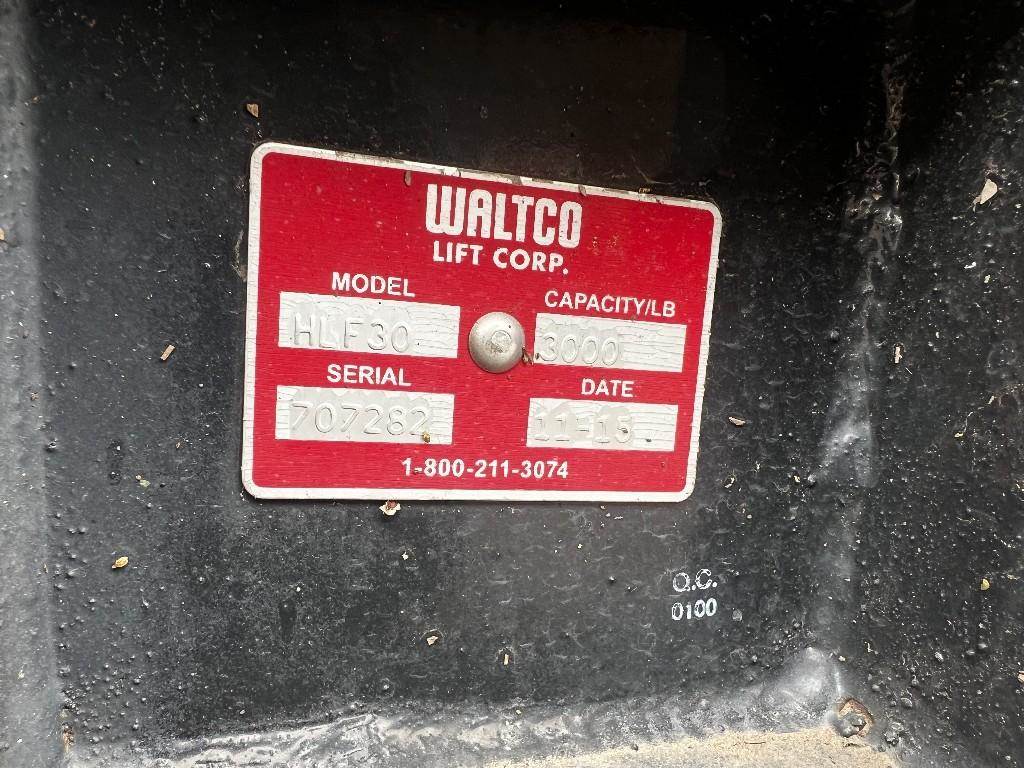 WALTCO
LIFT CORP.
MODEL
HLF30
CAPACITY/LB
3000
SERIAL
707282
DATE
11-15
1-800-211-3074
Q.C.
0100